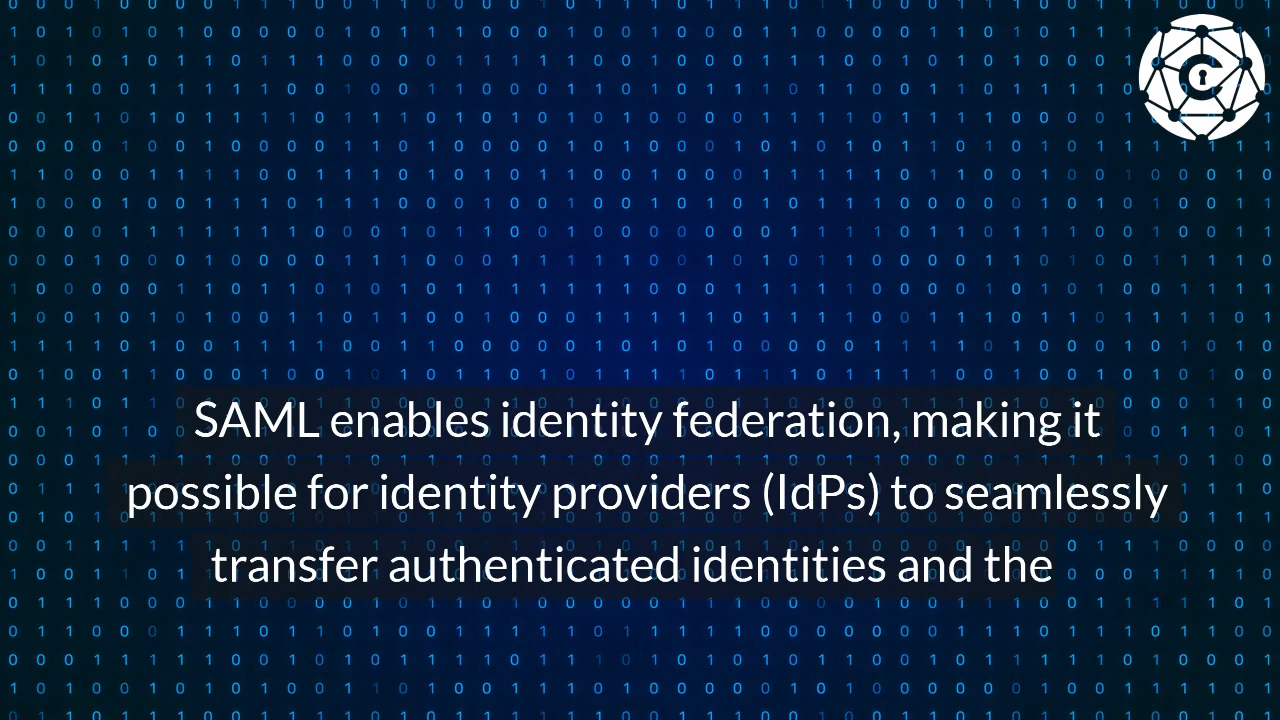 SAML enables identity federation, making it
possible for identity providers (IdPs) to seamlessly
transfer authenticated identities and the